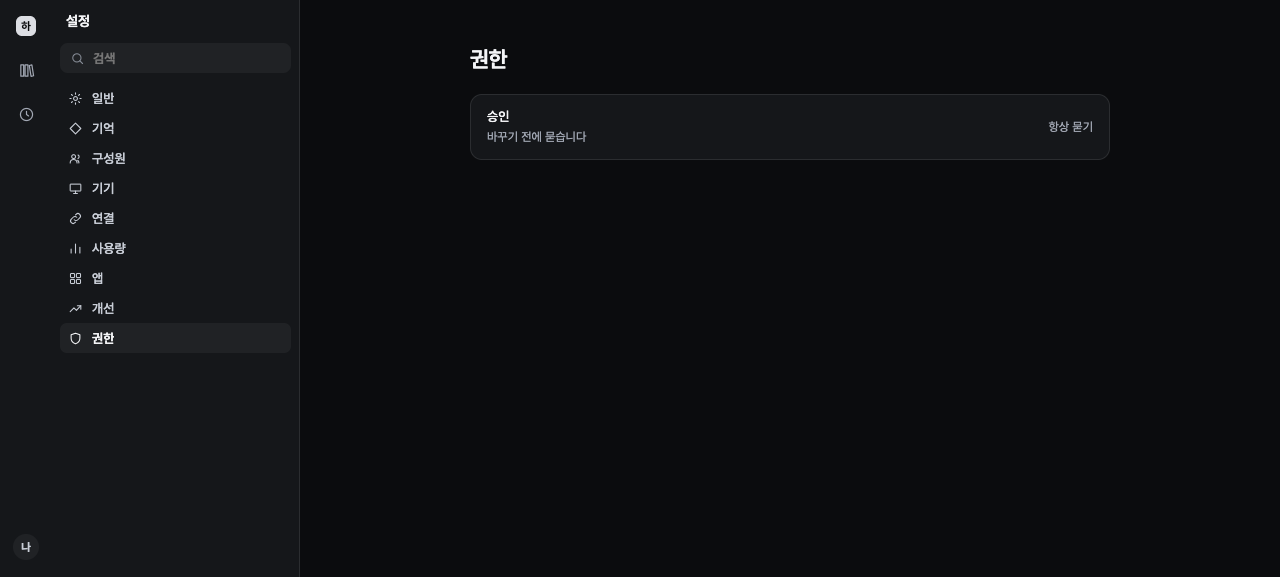 하
설정
검색
일반
기억
구성원
기기
연결
사용량
앱
개선
권한
나
권한
승인
바꾸기 전에 묻습니다
항상 묻기